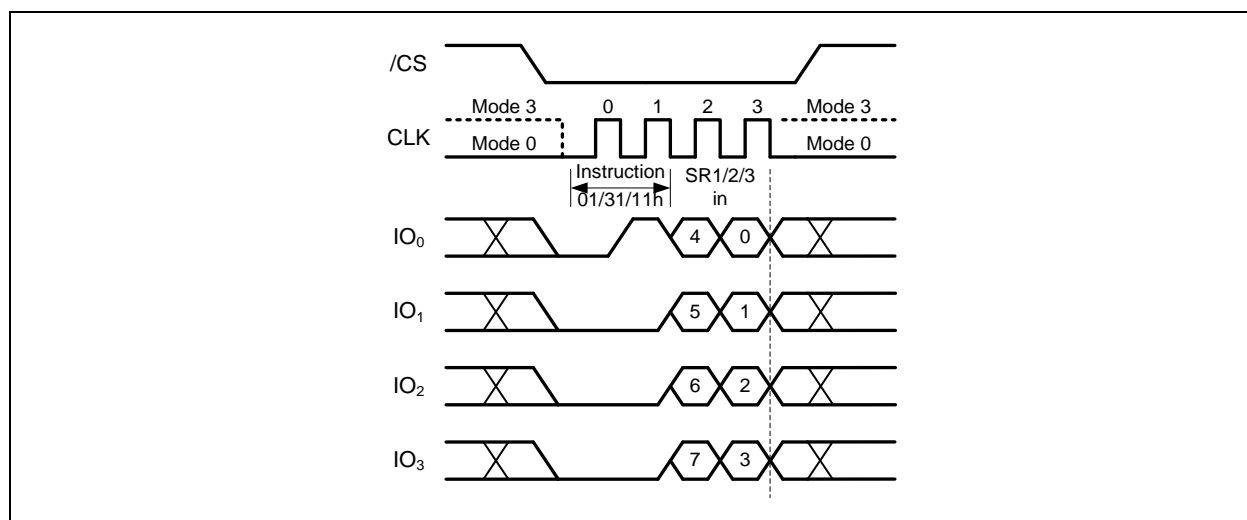 /CS
Mode 3 0 1 2 3 Mode 3
CLK
Mode 0 Mode 0
Instruction SR1/2/3
01/31/11h in
IO₀ 4 0
IO₁ 5 1
IO₂ 6 2
IO₃ 7 3